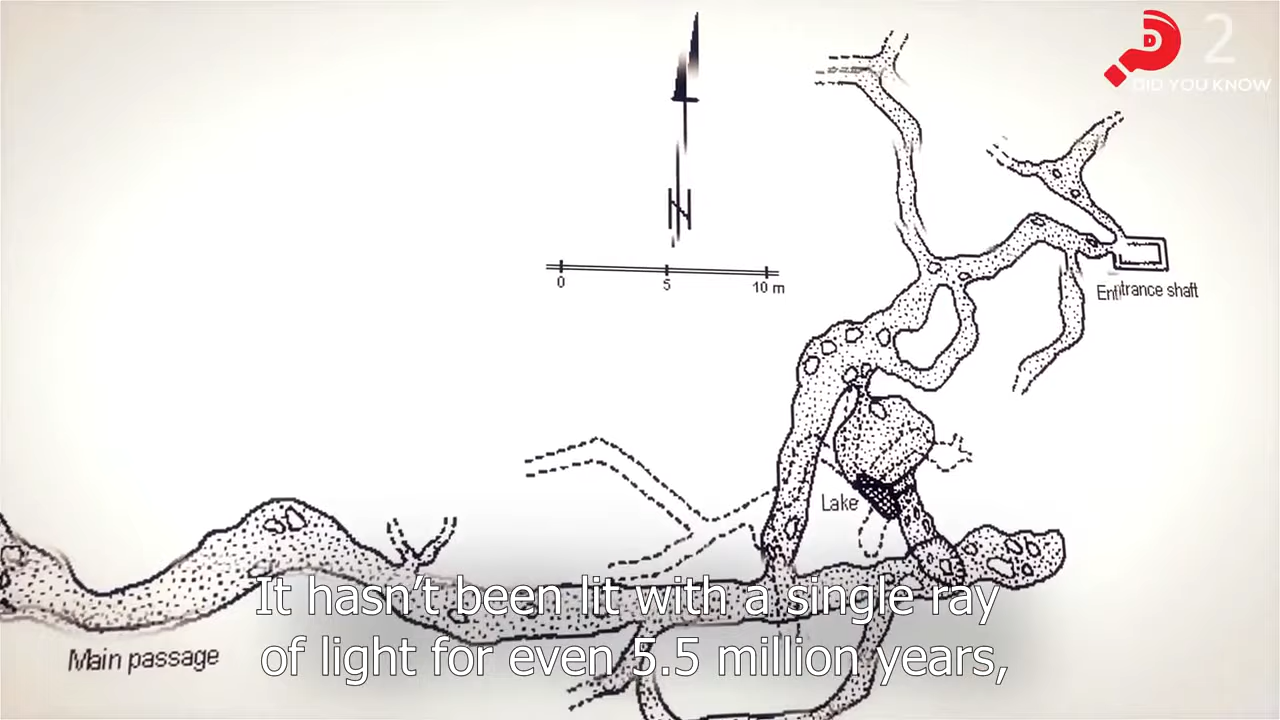 D 2
DID YOU KNOW
N
0 5 10 m
Entrance shaft
Lake
It hasn't been lit with a single ray
of light for even 5.5 million years,
Main passage